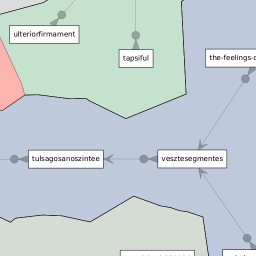 ulteriorfirmament
tapsiful
the-feelings-
tulsagosanoszintee
vesztesegmentes